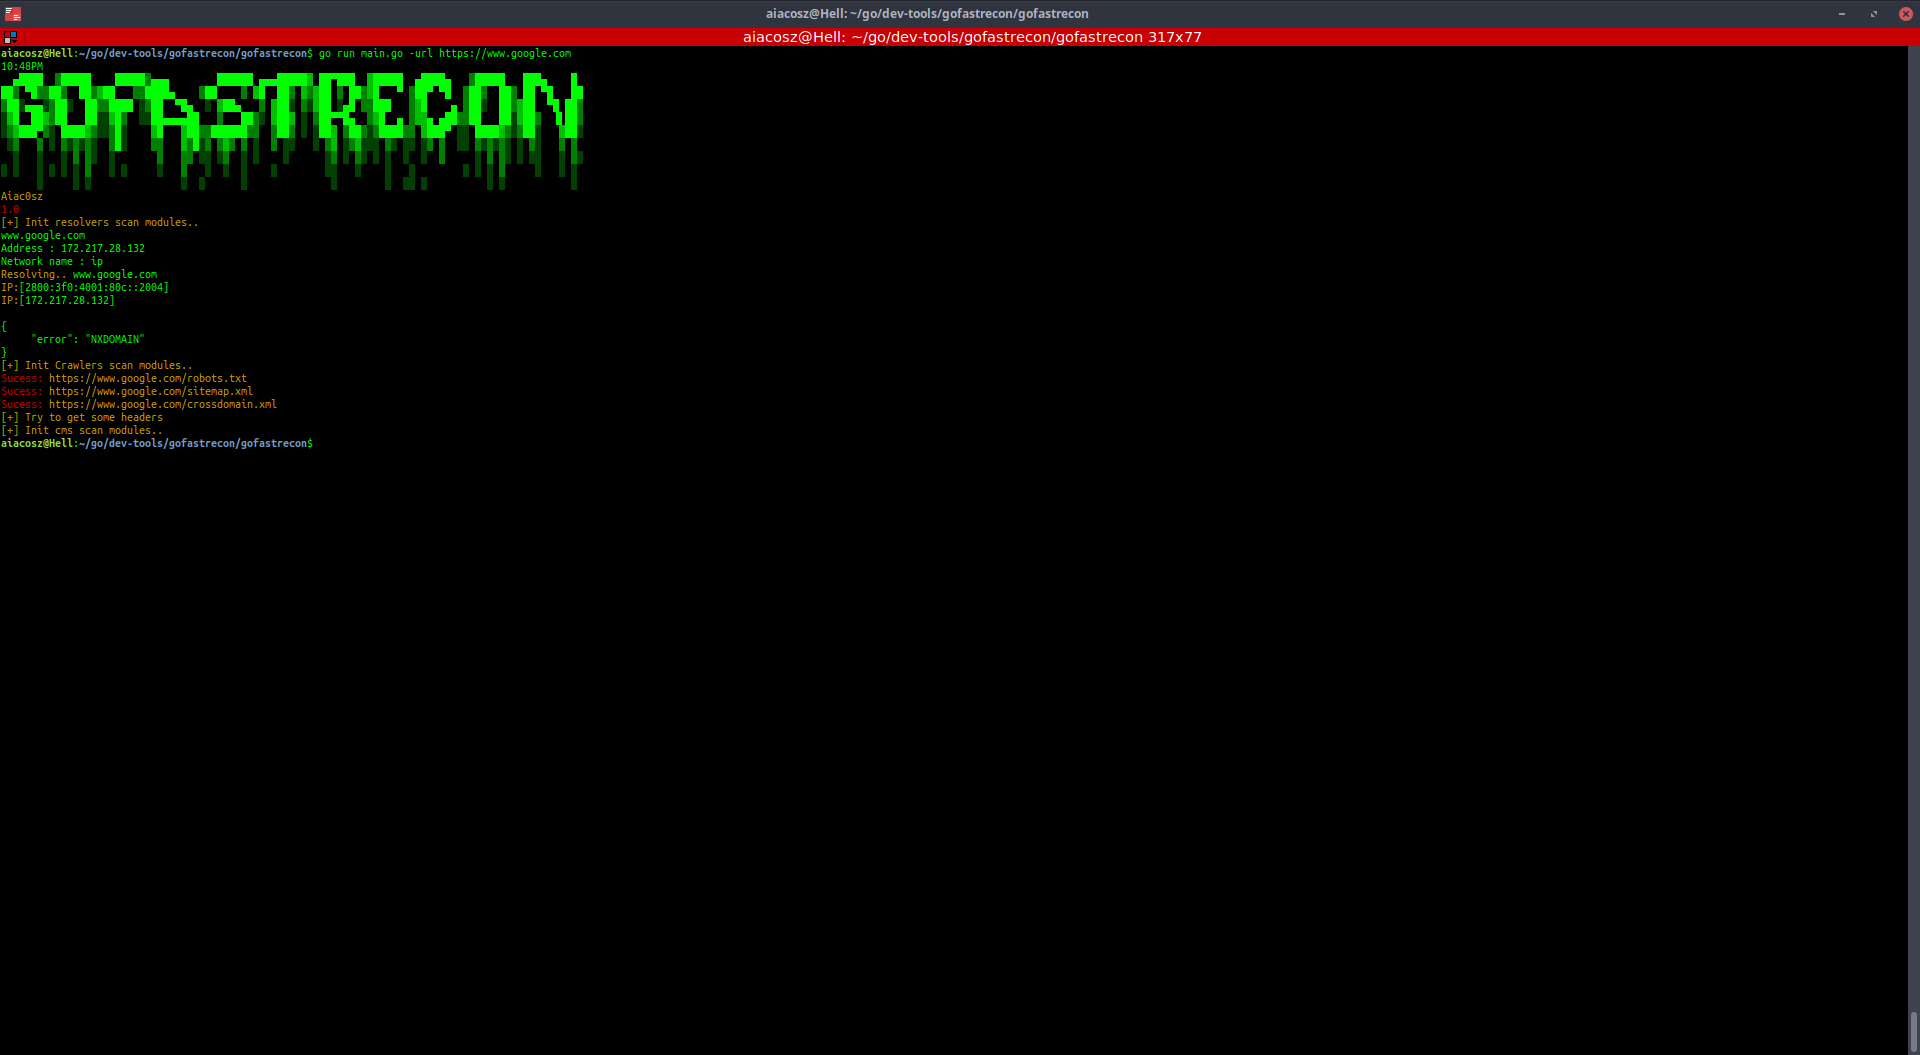 aiacosz@Hell: ~/go/dev-tools/gofastrecon/gofastrecon
aiacosz@Hell: ~/go/dev-tools/gofastrecon/gofastrecon 317x77
aiacosz@Hell:~/go/dev-tools/gofastrecon/gofastrecon$ go run main.go -url https://www.google.com
10:48PM
GOFASTRECON
Aiac0sz
1.0
[+] Init resolvers scan modules..
www.google.com
Address : 172.217.28.132
Network name : ip
Resolving.. www.google.com
IP:[2800:3f0:4001:80c::2004]
IP:[172.217.28.132]
{
"error": "NXDOMAIN"
}
[+] Init Crawlers scan modules..
Sucess: https://www.google.com/robots.txt
Sucess: https://www.google.com/sitemap.xml
Sucess: https://www.google.com/crossdomain.xml
[+] Try to get some headers
[+] Init cms scan modules..
aiacosz@Hell:~/go/dev-tools/gofastrecon/gofastrecon$